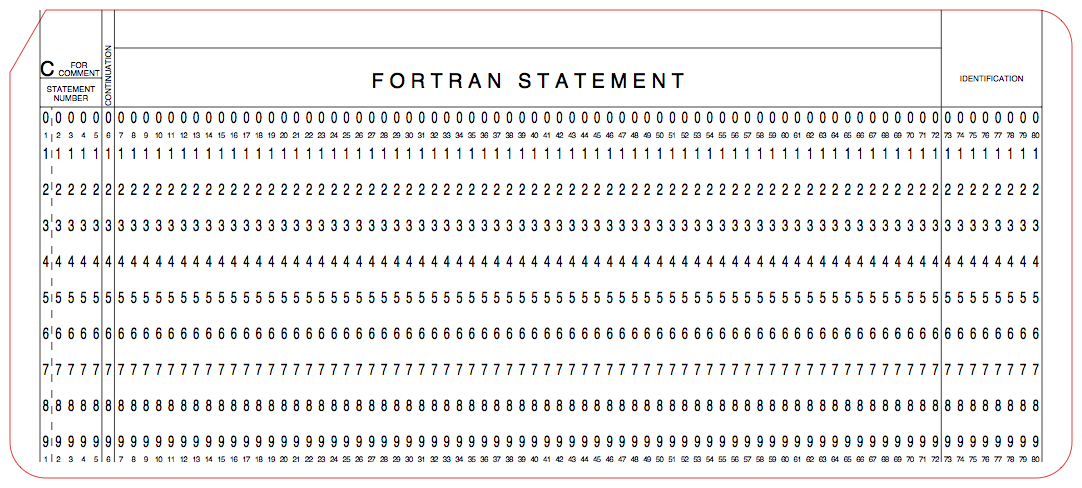 C FOR COMMENT
STATEMENT NUMBER
CONTINUATION
FORTRAN STATEMENT
IDENTIFICATION
0 0 0 0 0 0 0 0 0 0 0 0 0 0 0 0 0 0 0 0 0 0 0 0 0 0 0 0 0 0 0 0 0 0 0 0 0 0 0 0 0 0 0 0 0 0 0 0 0 0 0 0 0 0 0 0 0 0 0 0 0 0 0 0 0 0 0 0 0 0 0 0 0 0 0 0 0 0 0 0
1 2 3 4 5 6 7 8 9 10 11 12 13 14 15 16 17 18 19 20 21 22 23 24 25 26 27 28 29 30 31 32 33 34 35 36 37 38 39 40 41 42 43 44 45 46 47 48 49 50 51 52 53 54 55 56 57 58 59 60 61 62 63 64 65 66 67 68 69 70 71 72 73 74 75 76 77 78 79 80
1 1 1 1 1 1 1 1 1 1 1 1 1 1 1 1 1 1 1 1 1 1 1 1 1 1 1 1 1 1 1 1 1 1 1 1 1 1 1 1 1 1 1 1 1 1 1 1 1 1 1 1 1 1 1 1 1 1 1 1 1 1 1 1 1 1 1 1 1 1 1 1 1 1 1 1 1 1 1 1
2 2 2 2 2 2 2 2 2 2 2 2 2 2 2 2 2 2 2 2 2 2 2 2 2 2 2 2 2 2 2 2 2 2 2 2 2 2 2 2 2 2 2 2 2 2 2 2 2 2 2 2 2 2 2 2 2 2 2 2 2 2 2 2 2 2 2 2 2 2 2 2 2 2 2 2 2 2 2 2
3 3 3 3 3 3 3 3 3 3 3 3 3 3 3 3 3 3 3 3 3 3 3 3 3 3 3 3 3 3 3 3 3 3 3 3 3 3 3 3 3 3 3 3 3 3 3 3 3 3 3 3 3 3 3 3 3 3 3 3 3 3 3 3 3 3 3 3 3 3 3 3 3 3 3 3 3 3 3 3
4 4 4 4 4 4 4 4 4 4 4 4 4 4 4 4 4 4 4 4 4 4 4 4 4 4 4 4 4 4 4 4 4 4 4 4 4 4 4 4 4 4 4 4 4 4 4 4 4 4 4 4 4 4 4 4 4 4 4 4 4 4 4 4 4 4 4 4 4 4 4 4 4 4 4 4 4 4 4 4
5 5 5 5 5 5 5 5 5 5 5 5 5 5 5 5 5 5 5 5 5 5 5 5 5 5 5 5 5 5 5 5 5 5 5 5 5 5 5 5 5 5 5 5 5 5 5 5 5 5 5 5 5 5 5 5 5 5 5 5 5 5 5 5 5 5 5 5 5 5 5 5 5 5 5 5 5 5 5 5
6 6 6 6 6 6 6 6 6 6 6 6 6 6 6 6 6 6 6 6 6 6 6 6 6 6 6 6 6 6 6 6 6 6 6 6 6 6 6 6 6 6 6 6 6 6 6 6 6 6 6 6 6 6 6 6 6 6 6 6 6 6 6 6 6 6 6 6 6 6 6 6 6 6 6 6 6 6 6 6
7 7 7 7 7 7 7 7 7 7 7 7 7 7 7 7 7 7 7 7 7 7 7 7 7 7 7 7 7 7 7 7 7 7 7 7 7 7 7 7 7 7 7 7 7 7 7 7 7 7 7 7 7 7 7 7 7 7 7 7 7 7 7 7 7 7 7 7 7 7 7 7 7 7 7 7 7 7 7 7
8 8 8 8 8 8 8 8 8 8 8 8 8 8 8 8 8 8 8 8 8 8 8 8 8 8 8 8 8 8 8 8 8 8 8 8 8 8 8 8 8 8 8 8 8 8 8 8 8 8 8 8 8 8 8 8 8 8 8 8 8 8 8 8 8 8 8 8 8 8 8 8 8 8 8 8 8 8 8 8
9 9 9 9 9 9 9 9 9 9 9 9 9 9 9 9 9 9 9 9 9 9 9 9 9 9 9 9 9 9 9 9 9 9 9 9 9 9 9 9 9 9 9 9 9 9 9 9 9 9 9 9 9 9 9 9 9 9 9 9 9 9 9 9 9 9 9 9 9 9 9 9 9 9 9 9 9 9 9 9
1 2 3 4 5 6 7 8 9 10 11 12 13 14 15 16 17 18 19 20 21 22 23 24 25 26 27 28 29 30 31 32 33 34 35 36 37 38 39 40 41 42 43 44 45 46 47 48 49 50 51 52 53 54 55 56 57 58 59 60 61 62 63 64 65 66 67 68 69 70 71 72 73 74 75 76 77 78 79 80